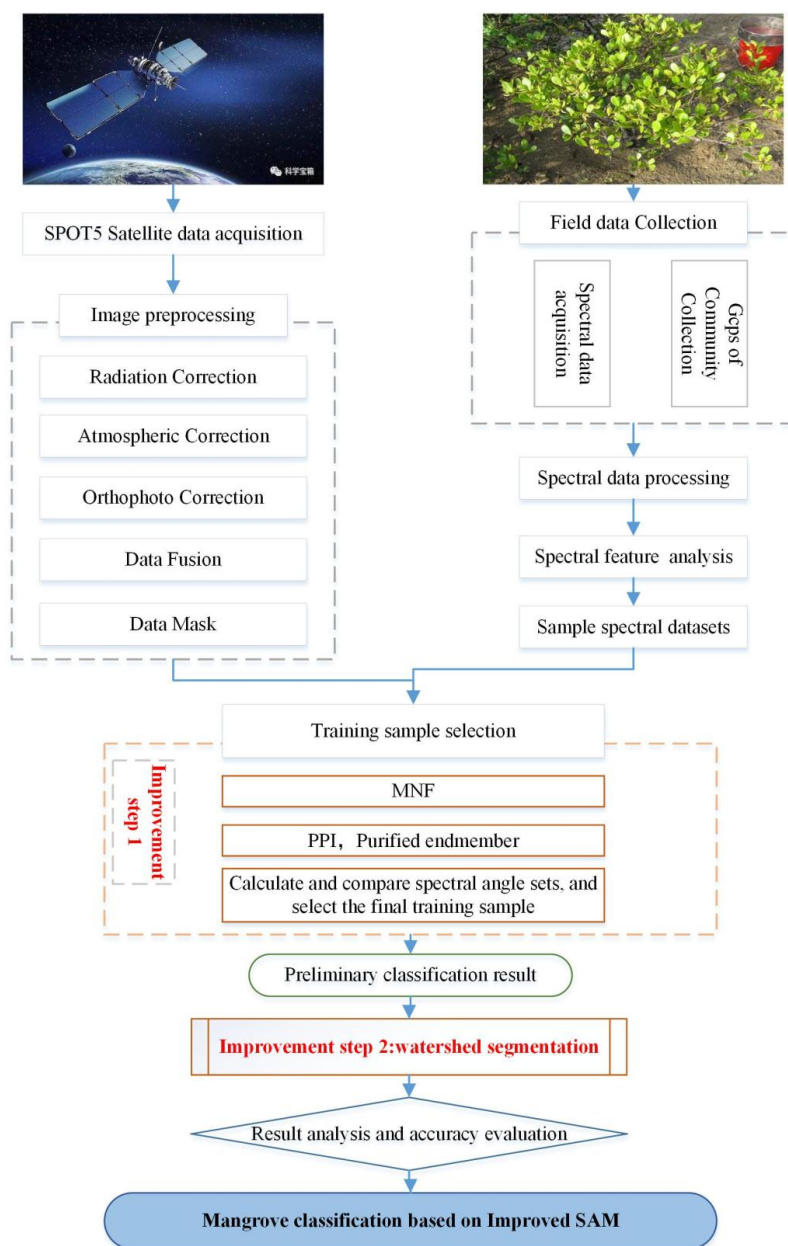 科学宝箱
SPOT5 Satellite data acquisition
Image preprocessing
Radiation Correction
Atmospheric Correction
Orthophoto Correction
Data Fusion
Data Mask
Field data Collection
Spectral data
acquisition
Gcps of
Community
Collection
Spectral data processing
Spectral feature analysis
Sample spectral datasets
Training sample selection
Improvement
step 1
MNF
PPI，Purified endmember
Calculate and compare spectral angle sets, and
select the final training sample
Preliminary classification result
Improvement step 2:watershed segmentation
Result analysis and accuracy evaluation
Mangrove classification based on Improved SAM